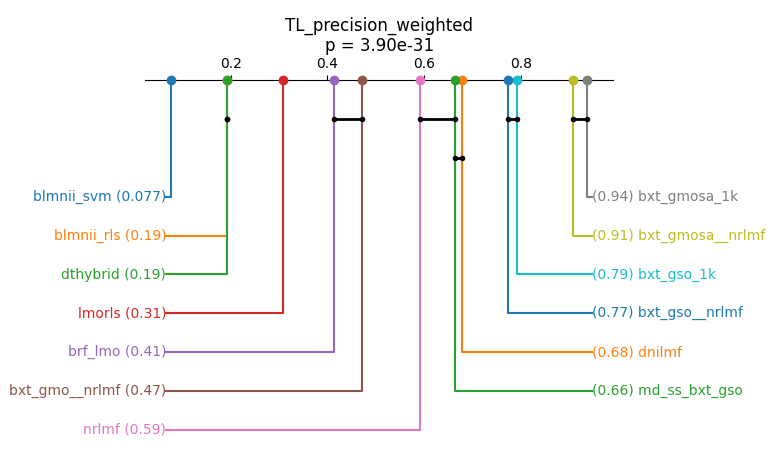 TL_precision_weighted
p = 3.90e-31
0.2 0.4 0.6 0.8
blmnii_svm (0.077)
(0.94) bxt_gmosa_1k
blmnii_rls (0.19)
(0.91) bxt_gmosa__nrlmf
dthybrid (0.19)
(0.79) bxt_gso_1k
lmorls (0.31)
(0.77) bxt_gso__nrlmf
brf_lmo (0.41)
(0.68) dnilmf
bxt_gmo__nrlmf (0.47)
(0.66) md_ss_bxt_gso
nrlmf (0.59)